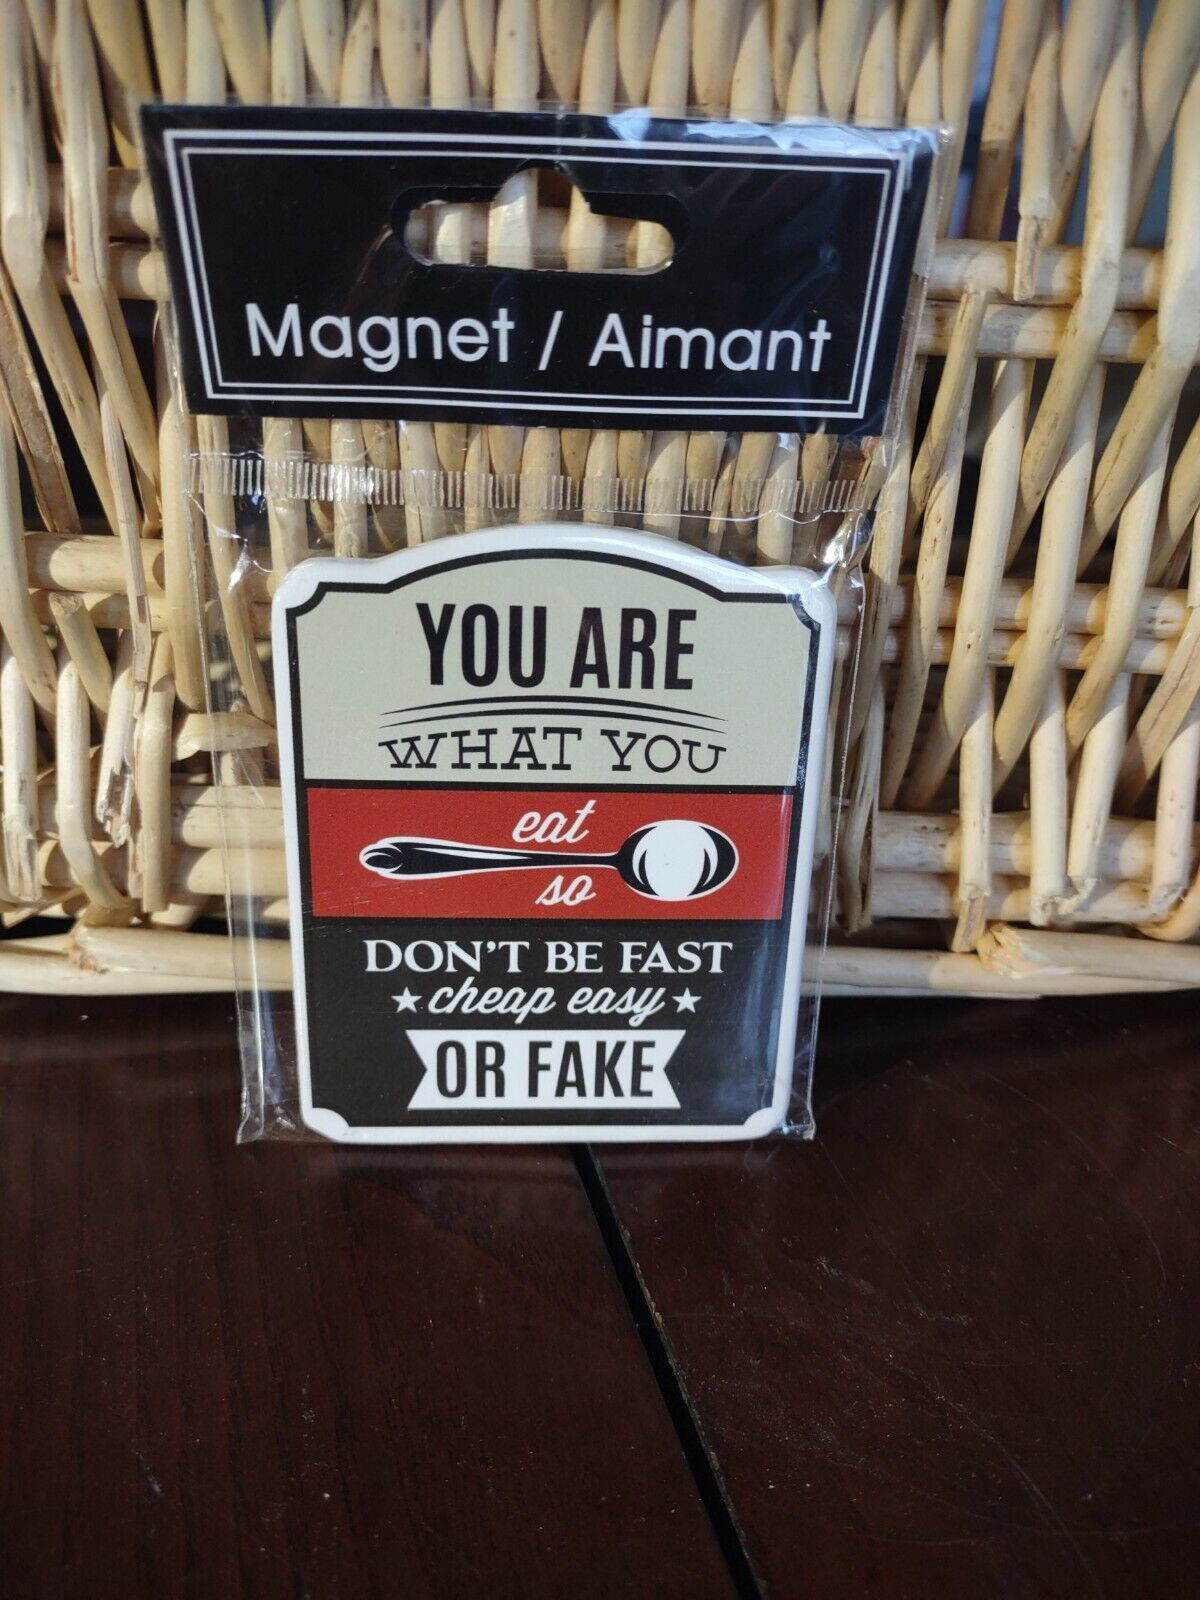 Magnet / Aimant
YOU ARE
WHAT YOU
eat
so
DON'T BE FAST
cheap easy
OR FAKE